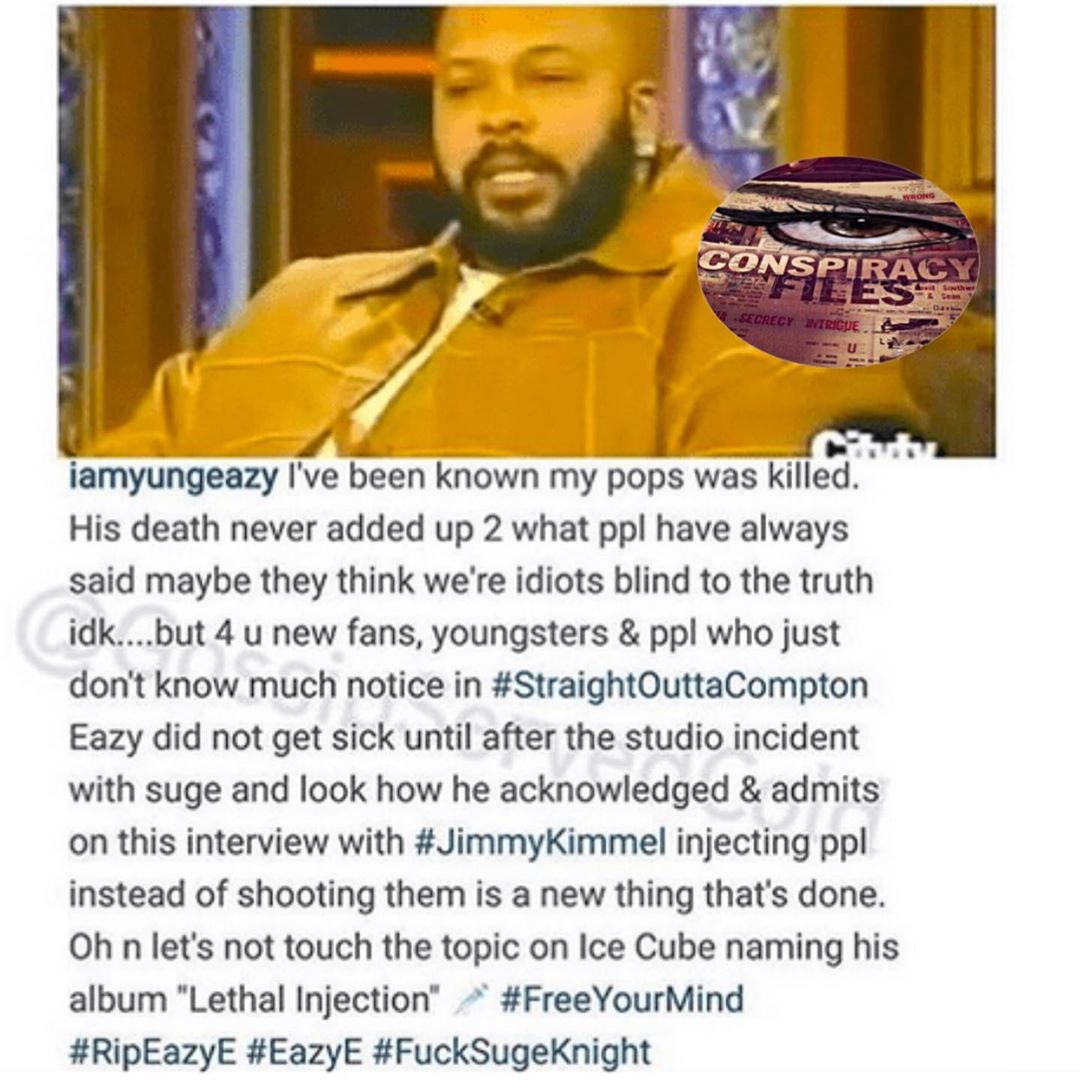 WRONG
CONSPIRACY
FILES
SECRECY INTRIGUE
U
Citytv
iamyungeazy I've been known my pops was killed.
His death never added up 2 what ppl have always
said maybe they think we're idiots blind to the truth
idk....but 4 u new fans, youngsters & ppl who just
don't know much notice in #StraightOuttaCompton
Eazy did not get sick until after the studio incident
with suge and look how he acknowledged & admits
on this interview with #JimmyKimmel injecting ppl
instead of shooting them is a new thing that's done.
Oh n let's not touch the topic on Ice Cube naming his
album "Lethal Injection" 💉 #FreeYourMind
#RipEazyE #EazyE #FuckSugeKnight
@GossipServedCold